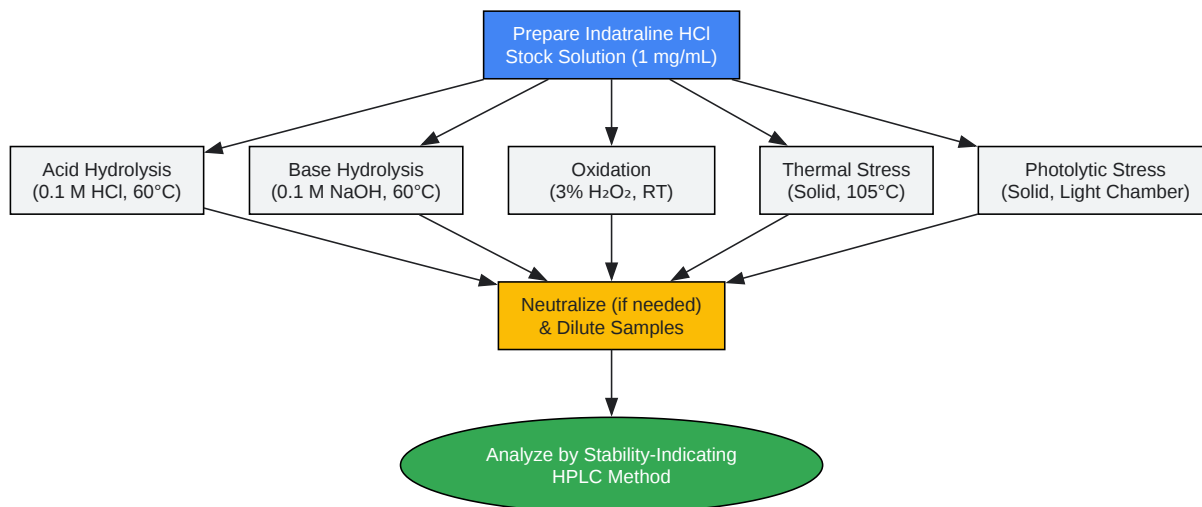 Prepare Indatraline HCl
Stock Solution (1 mg/mL)
Acid Hydrolysis
(0.1 M HCl, 60°C)
Base Hydrolysis
(0.1 M NaOH, 60°C)
Oxidation
(3% H₂O₂, RT)
Thermal Stress
(Solid, 105°C)
Photolytic Stress
(Solid, Light Chamber)
Neutralize (if needed)
& Dilute Samples
Analyze by Stability-Indicating
HPLC Method